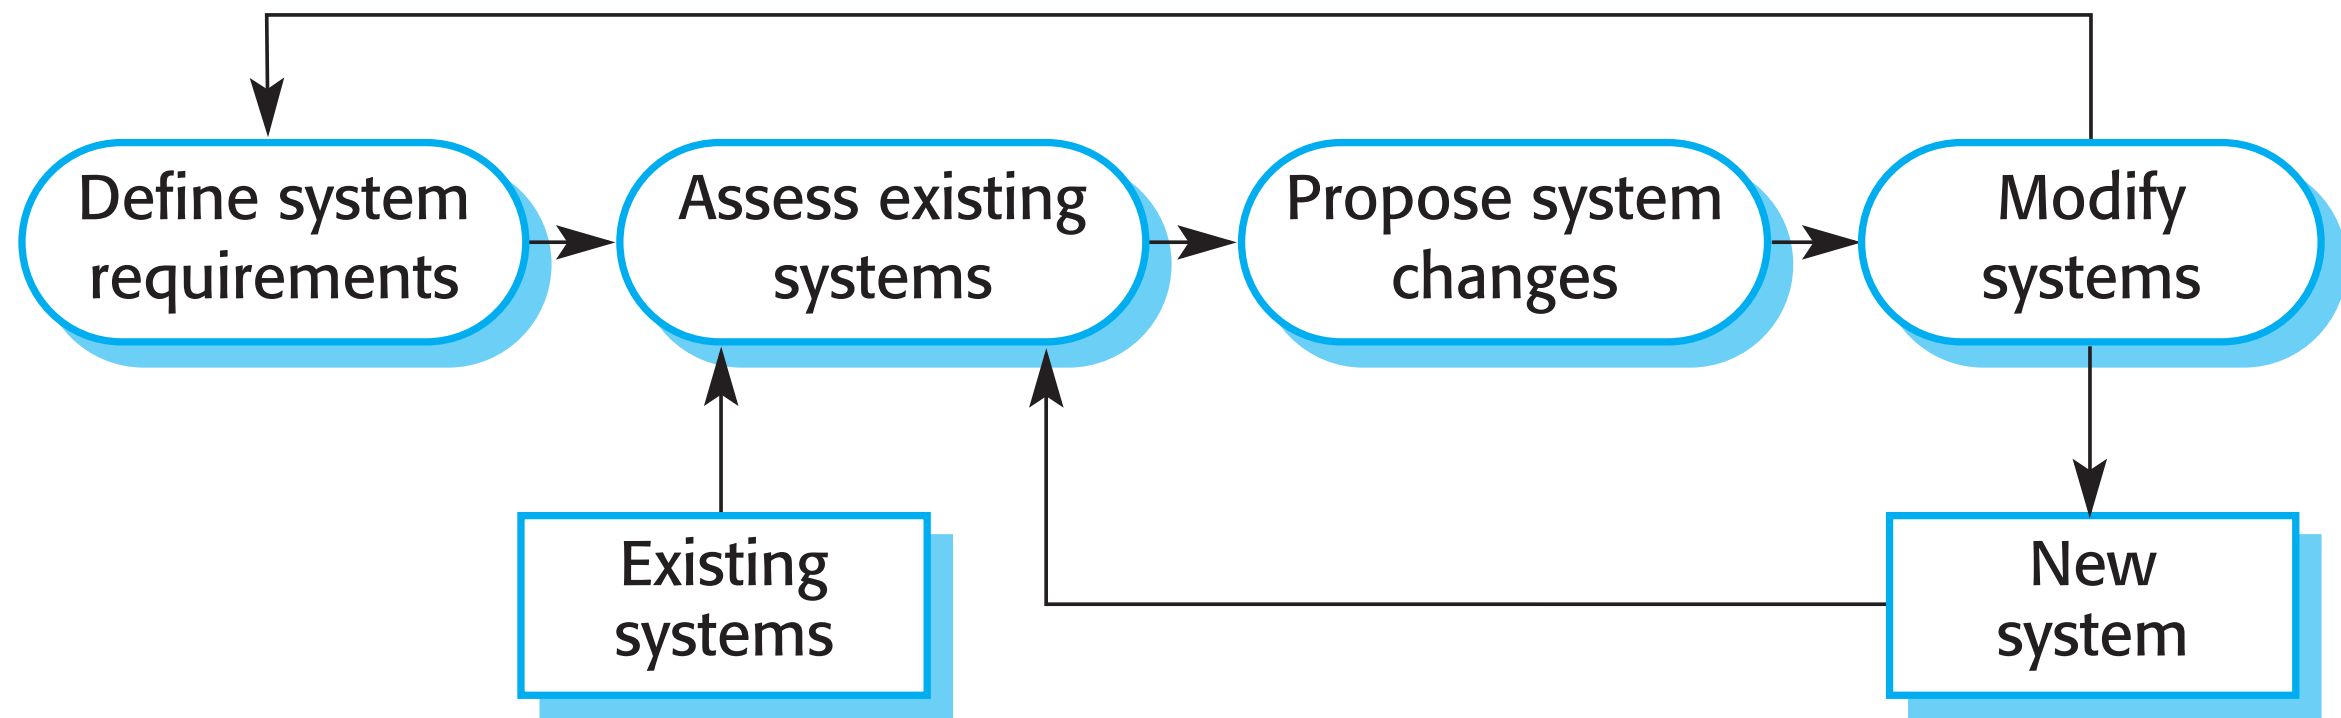 Define system
requirements
Assess existing
systems
Propose system
changes
Modify
systems
Existing
systems
New
system